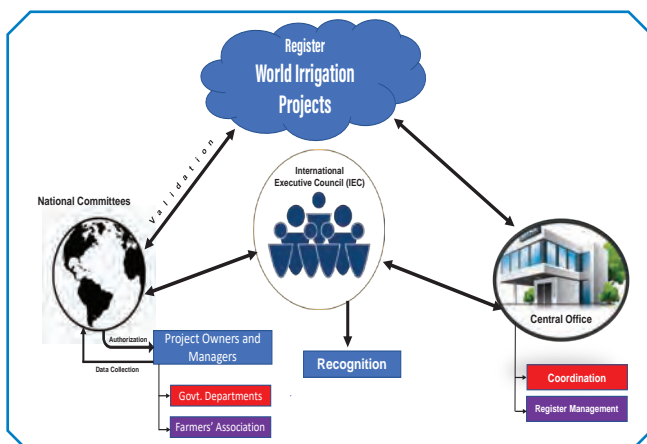 Register
World Irrigation
Projects
Validation
International
Executive Council (IEC)
National Committees
Central Office
Authorization
Data Collection
Project Owners and
Managers
Govt. Departments
Farmers' Association
Recognition
Coordination
Register Management